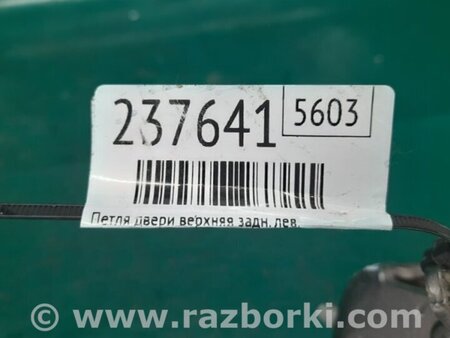 237641
5603
Петля двери верхняя задн. лев.
© www.razborki.com